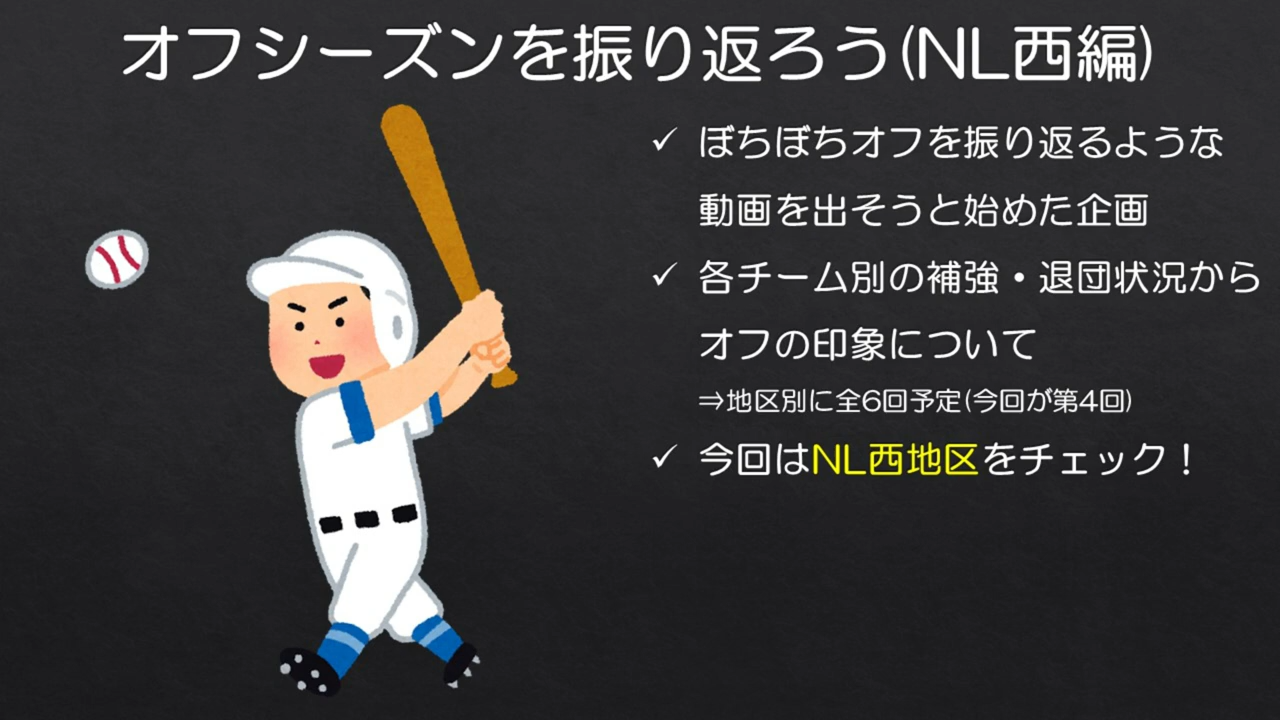 オフシーズンを振り返ろう(NL西編)
✓ ぼちぼちオフを振り返るような
動画を出そうと始めた企画
✓ 各チーム別の補強・退団状況から
オフの印象について
⇒地区別に全6回予定(今回が第4回)
✓ 今回はNL西地区をチェック！